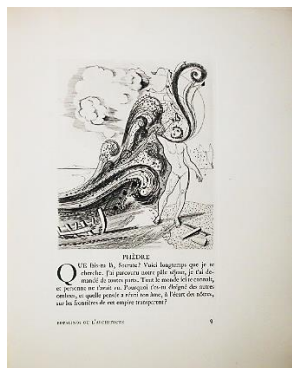 PHÈDRE
QUE fais-tu là, Socrate? Voici longtemps que je te
cherche. J'ai parcouru notre pâle séjour, je t'ai de-
mandé de toutes parts. Tout le monde ici te connaît,
et personne ne t'avait vu. Pourquoi t'es-tu éloigné des autres
ombres, et quelle pensée a réuni ton âme, à l'écart des nôtres,
sur les frontières de cet empire transparent?
EUPALINOS OU L'ARCHITECTE
9